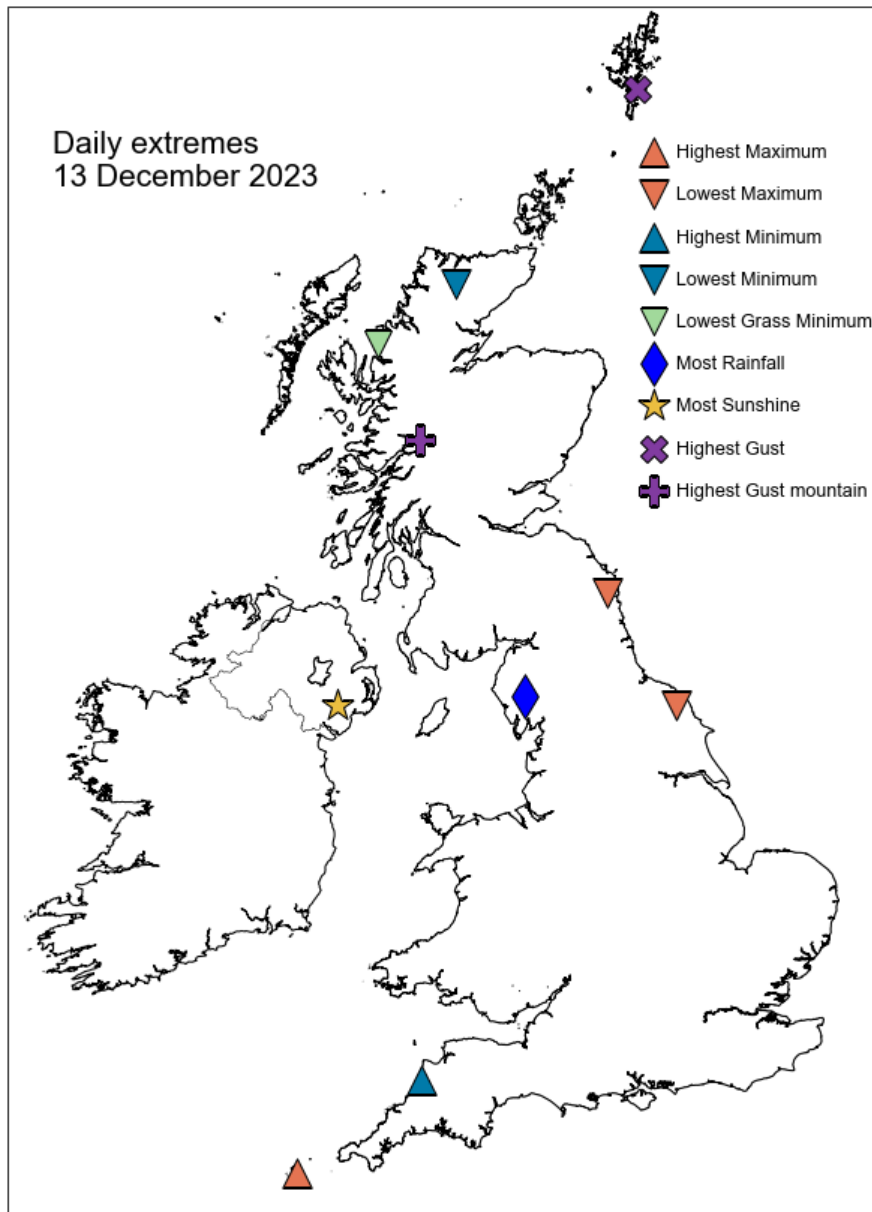 Daily extremes
13 December 2023
Highest Maximum
Lowest Maximum
Highest Minimum
Lowest Minimum
Lowest Grass Minimum
Most Rainfall
Most Sunshine
Highest Gust
Highest Gust mountain